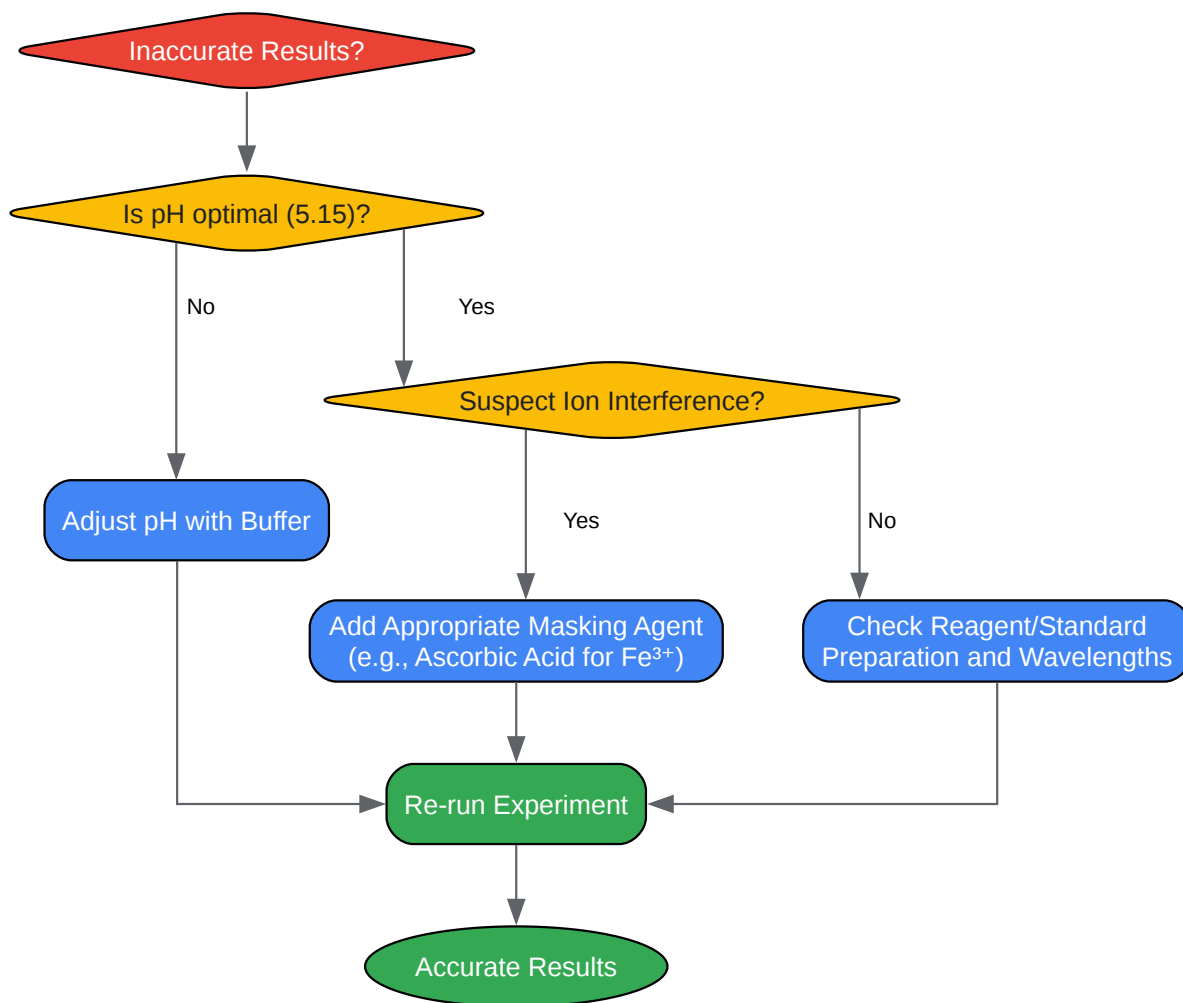 Inaccurate Results?
Is pH optimal (5.15)?
No
Yes
Suspect Ion Interference?
Adjust pH with Buffer
Yes
No
Add Appropriate Masking Agent
(e.g., Ascorbic Acid for Fe³⁺)
Check Reagent/Standard
Preparation and Wavelengths
Re-run Experiment
Accurate Results